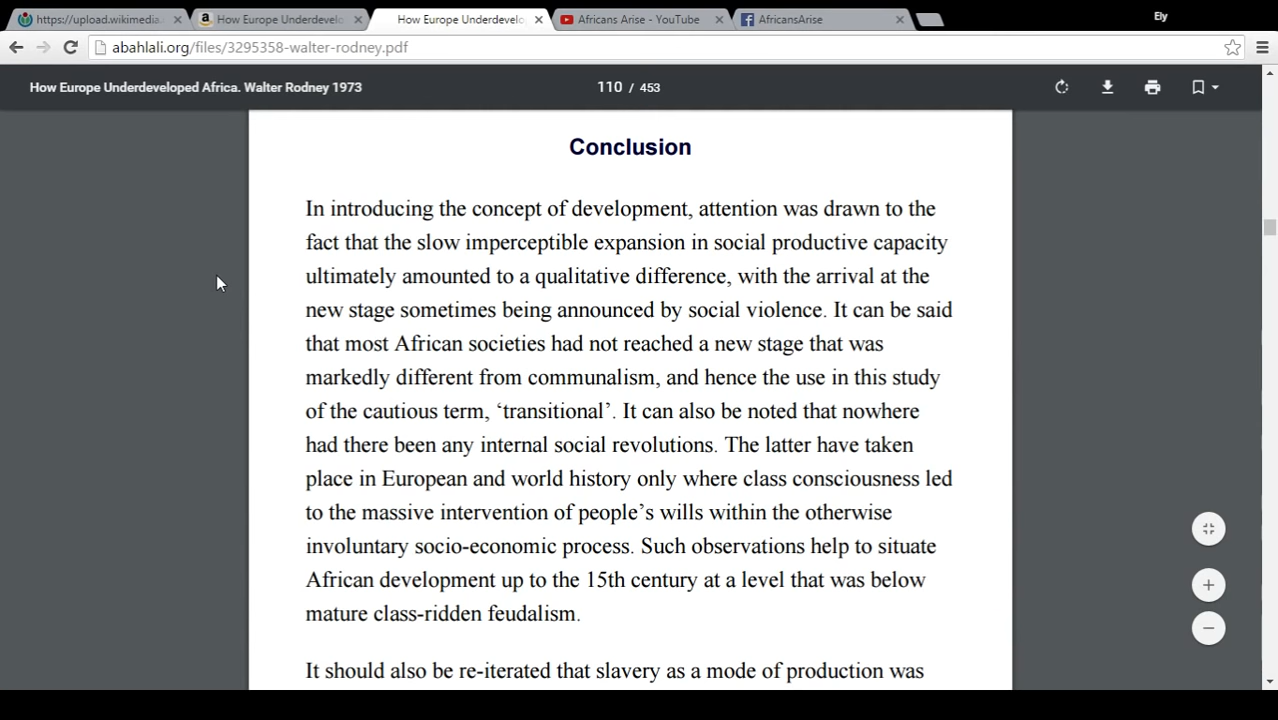 https://upload.wikimedia.
How Europe Underdevelo
How Europe Underdevelo
Africans Arise - YouTube
AfricansArise
Ely
abahlali.org/files/3295358-walter-rodney.pdf
How Europe Underdeveloped Africa. Walter Rodney 1973
110 / 453
Conclusion
In introducing the concept of development, attention was drawn to the
fact that the slow imperceptible expansion in social productive capacity
ultimately amounted to a qualitative difference, with the arrival at the
new stage sometimes being announced by social violence. It can be said
that most African societies had not reached a new stage that was
markedly different from communalism, and hence the use in this study
of the cautious term, ‘transitional’. It can also be noted that nowhere
had there been any internal social revolutions. The latter have taken
place in European and world history only where class consciousness led
to the massive intervention of people’s wills within the otherwise
involuntary socio-economic process. Such observations help to situate
African development up to the 15th century at a level that was below
mature class-ridden feudalism.
It should also be re-iterated that slavery as a mode of production was